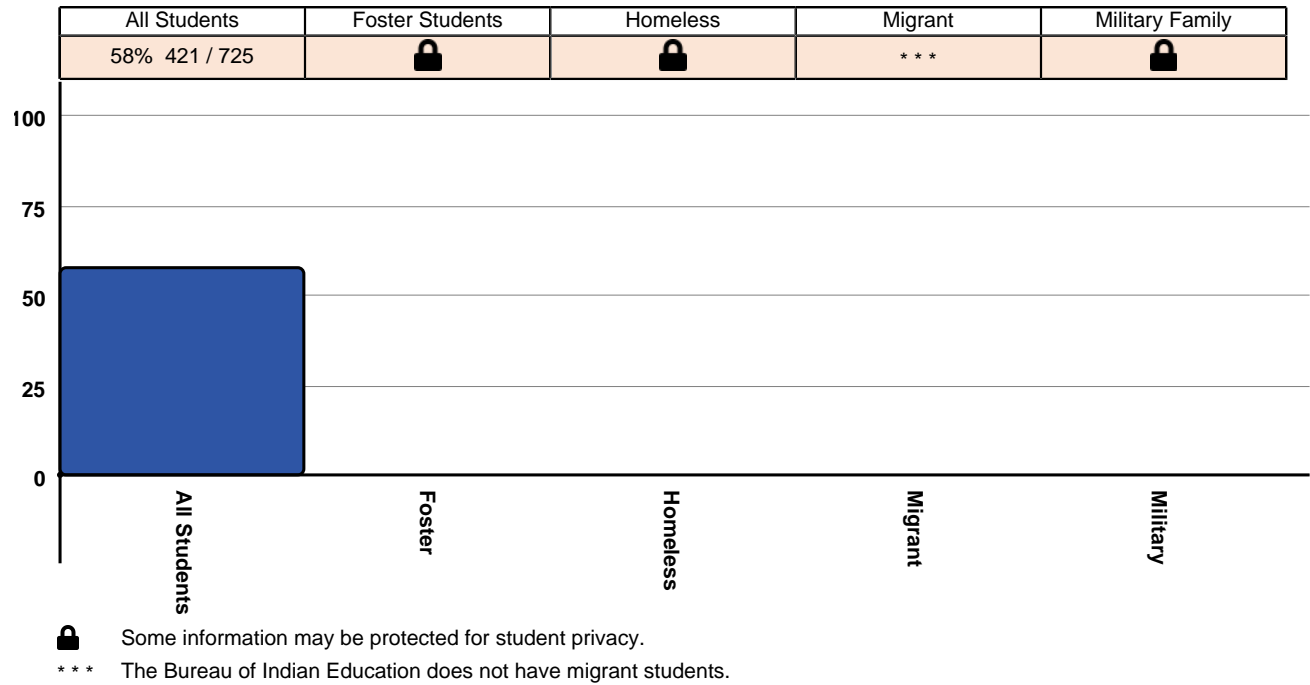 All Students Foster Students Homeless Migrant Military Family
58% 421 / 725 * * *
100
75
50
25
0
All Students
Foster
Homeless
Migrant
Military
Some information may be protected for student privacy.
* * * The Bureau of Indian Education does not have migrant students.